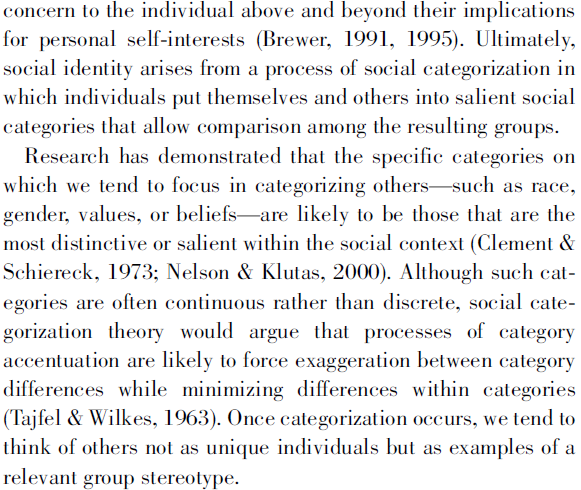 concern to the individual above and beyond their implications
for personal self-interests (Brewer, 1991, 1995). Ultimately,
social identity arises from a process of social categorization in
which individuals put themselves and others into salient social
categories that allow comparison among the resulting groups.
Research has demonstrated that the specific categories on
which we tend to focus in categorizing others—such as race,
gender, values, or beliefs—are likely to be those that are the
most distinctive or salient within the social context (Clement &
Schiereck, 1973; Nelson & Klutas, 2000). Although such cat-
egories are often continuous rather than discrete, social cate-
gorization theory would argue that processes of category
accentuation are likely to force exaggeration between category
differences while minimizing differences within categories
(Tajfel & Wilkes, 1963). Once categorization occurs, we tend to
think of others not as unique individuals but as examples of a
relevant group stereotype.